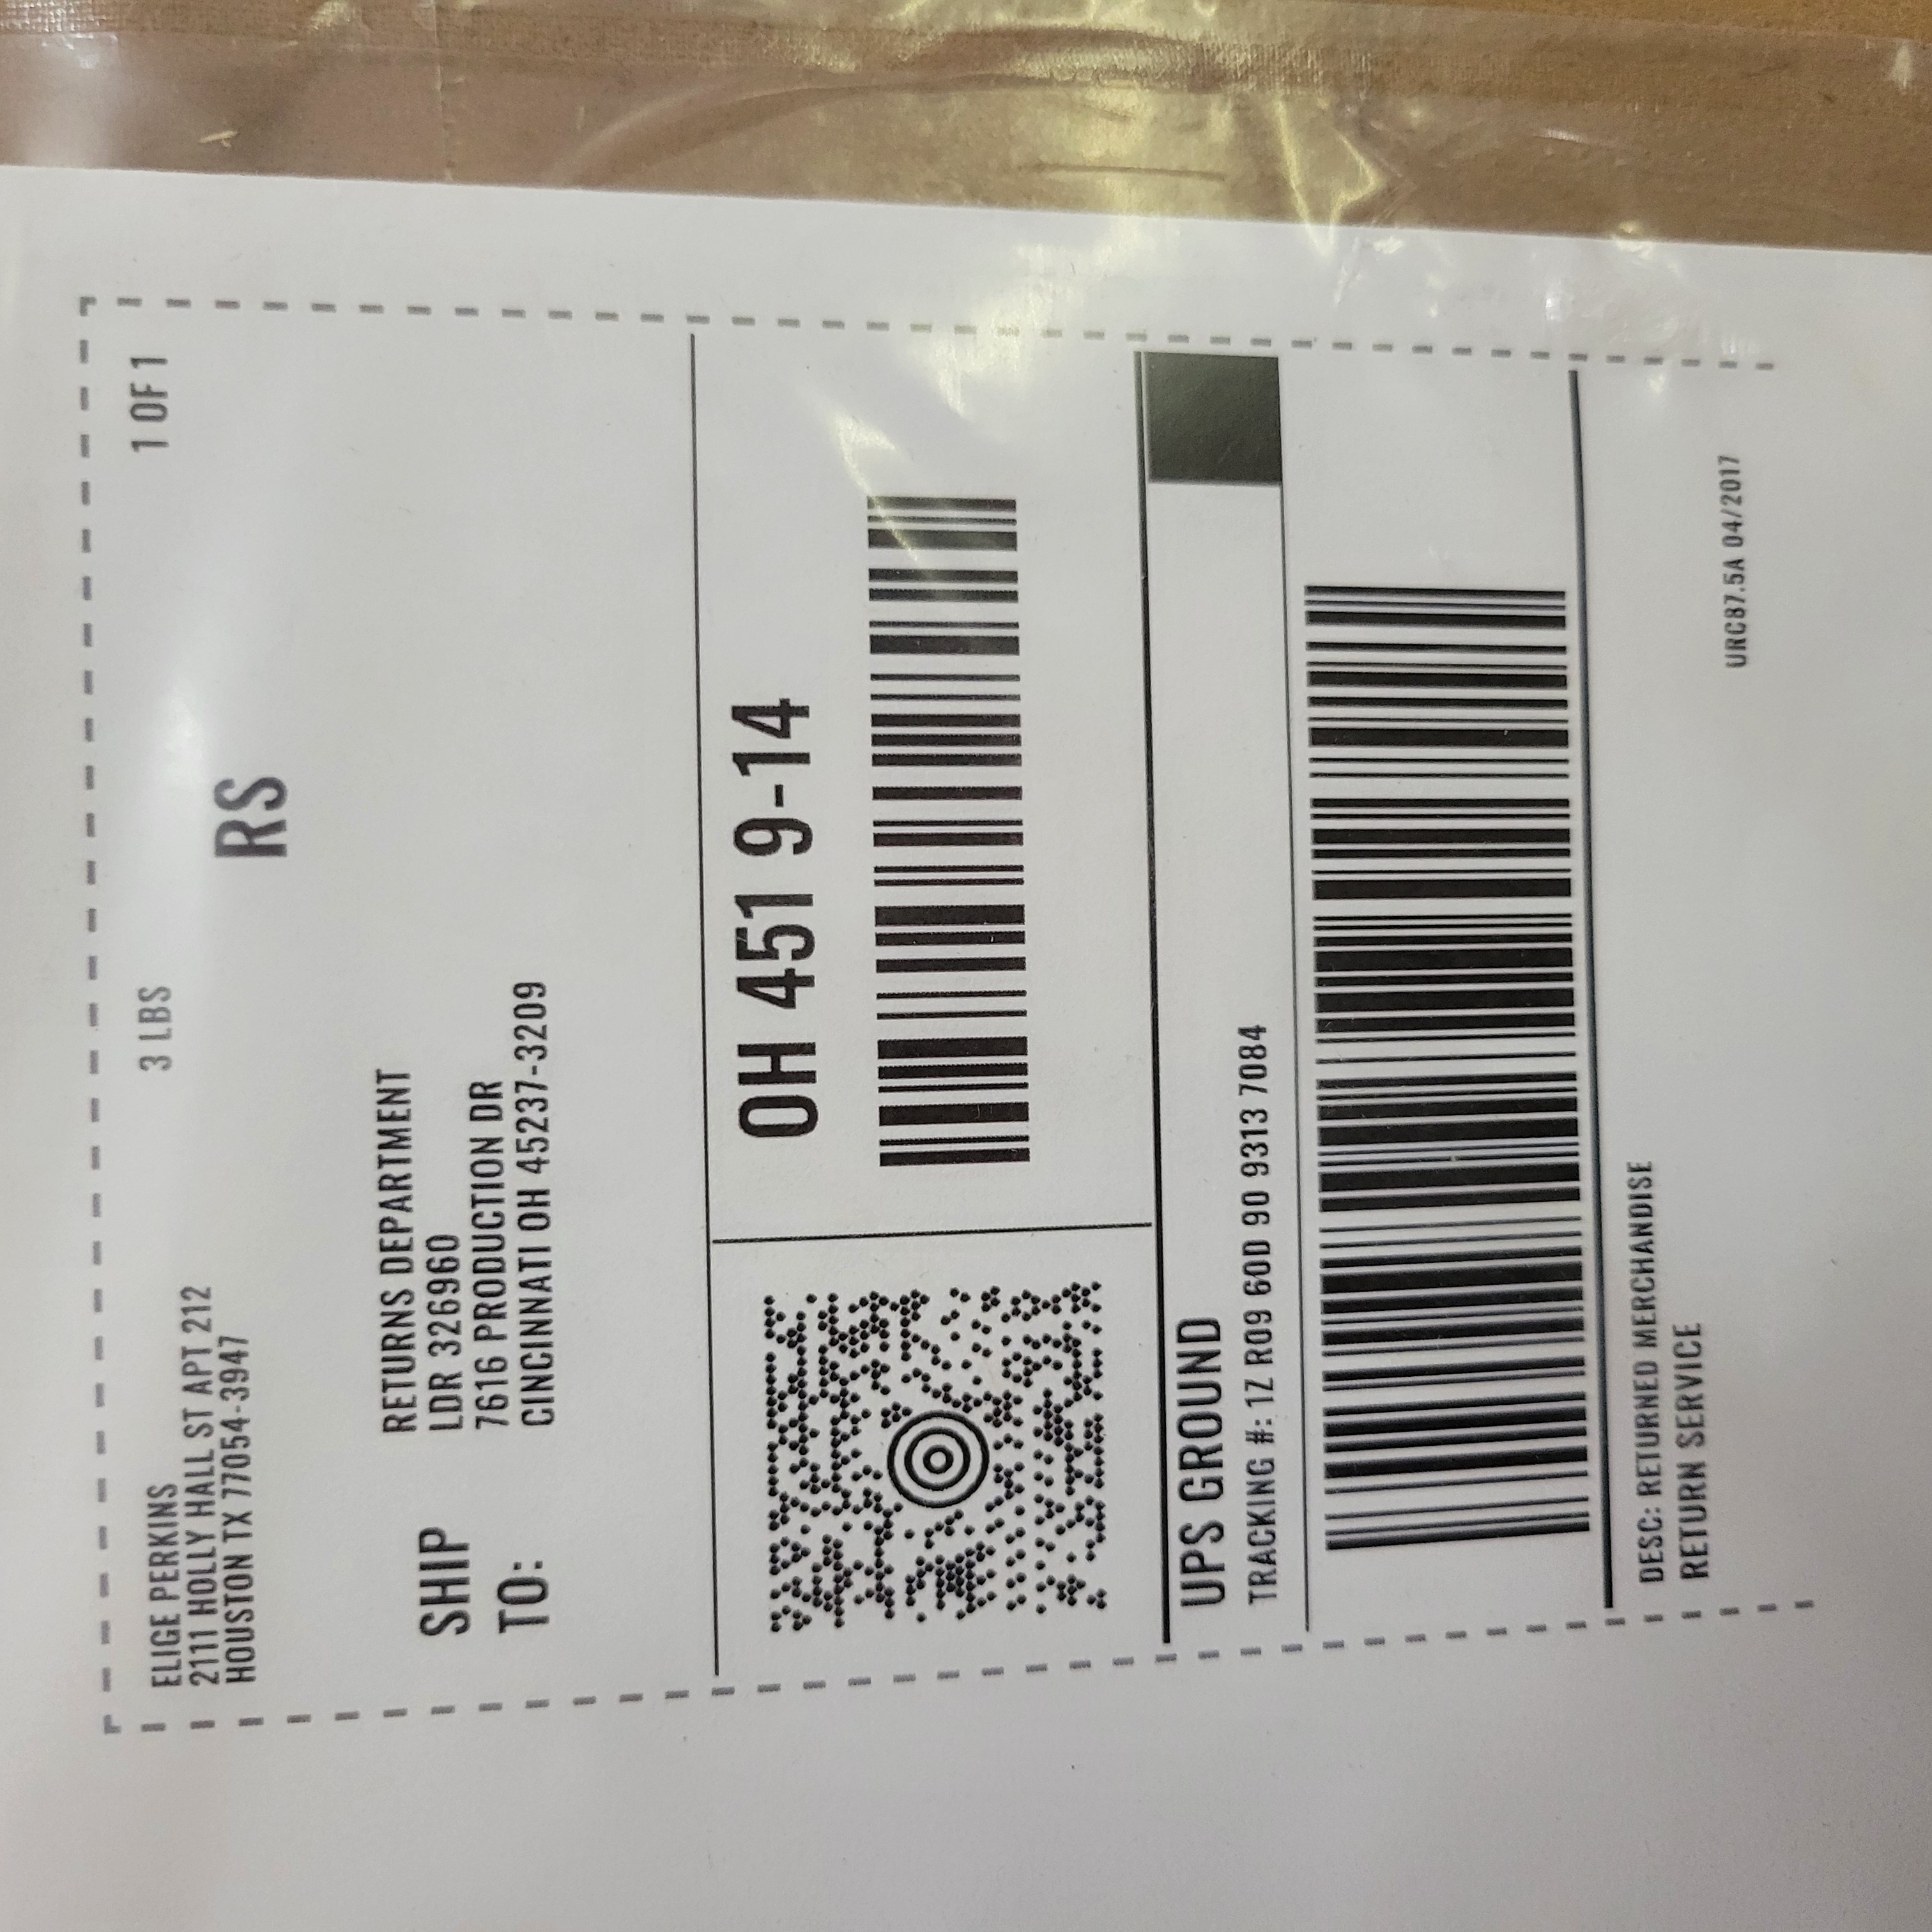 ELIGE PERKINS
2111 HOLLY HALL ST APT 212
HOUSTON TX 77054-3947
3 LBS
1 OF 1
RS
SHIP
TO:
RETURNS DEPARTMENT
LDR 326960
7616 PRODUCTION DR
CINCINNATI OH 45237-3209
OH 451 9-14
UPS GROUND
TRACKING #: 1Z R09 60D 90 9313 7084
DESC: RETURNED MERCHANDISE
RETURN SERVICE
URC87.5A 04/2017